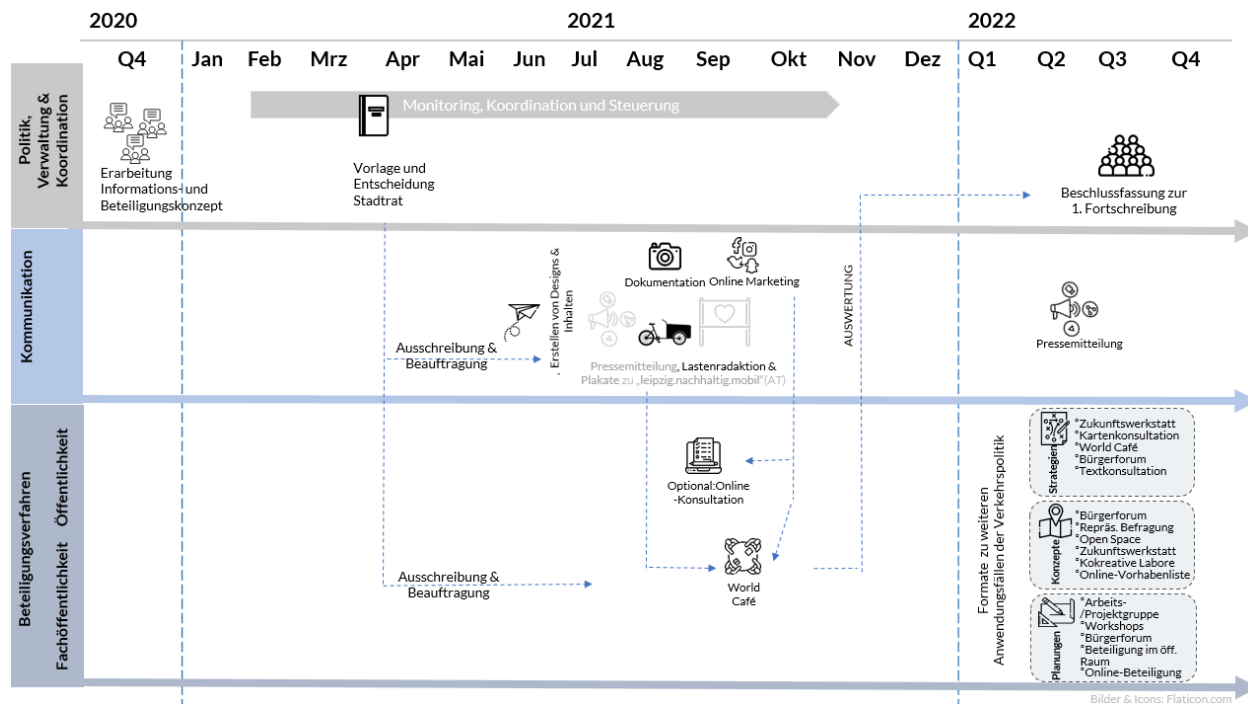 2020
2021
2022
Q4
Jan
Feb
Mrz
Apr
Mai
Jun
Jul
Aug
Sep
Okt
Nov
Dez
Q1
Q2
Q3
Q4
Politik,
Verwaltung &
Koordination
Monitoring, Koordination und Steuerung
Erarbeitung
Informations- und
Beteiligungskonzept
Vorlage und
Entscheidung
Stadtrat
Beschlussfassung zur
1. Fortschreibung
Kommunikation
Ausschreibung &
Beauftragung
. Erstellen von Designs &
Inhalten
Dokumentation
Online Marketing
Pressemitteilung, Lastenradaktion &
Plakate zu „leipzig.nachhaltig.mobil“(AT)
AUSWERTUNG
Pressemitteilung
Beteiligungsverfahren
Fachöffentlichkeit Öffentlichkeit
Optional:Online
-Konsultation
Ausschreibung &
Beauftragung
World
Café
Formate zu weiteren
Anwendungsfällen der Verkehrspolitik
Strategien
°Zukunftswerkstatt
°Kartenkonsultation
°World Café
°Bürgerforum
°Textkonsultation
Konzepte
°Bürgerforum
°Repräs. Befragung
°Open Space
°Zukunftswerkstatt
°Kokreative Labore
°Online-Vorhabenliste
Planungen
°Arbeits-
/Projektgruppe
°Workshops
°Bürgerforum
°Beteiligung im öff.
Raum
°Online-Beteiligung
Bilder & Icons: Flaticon.com